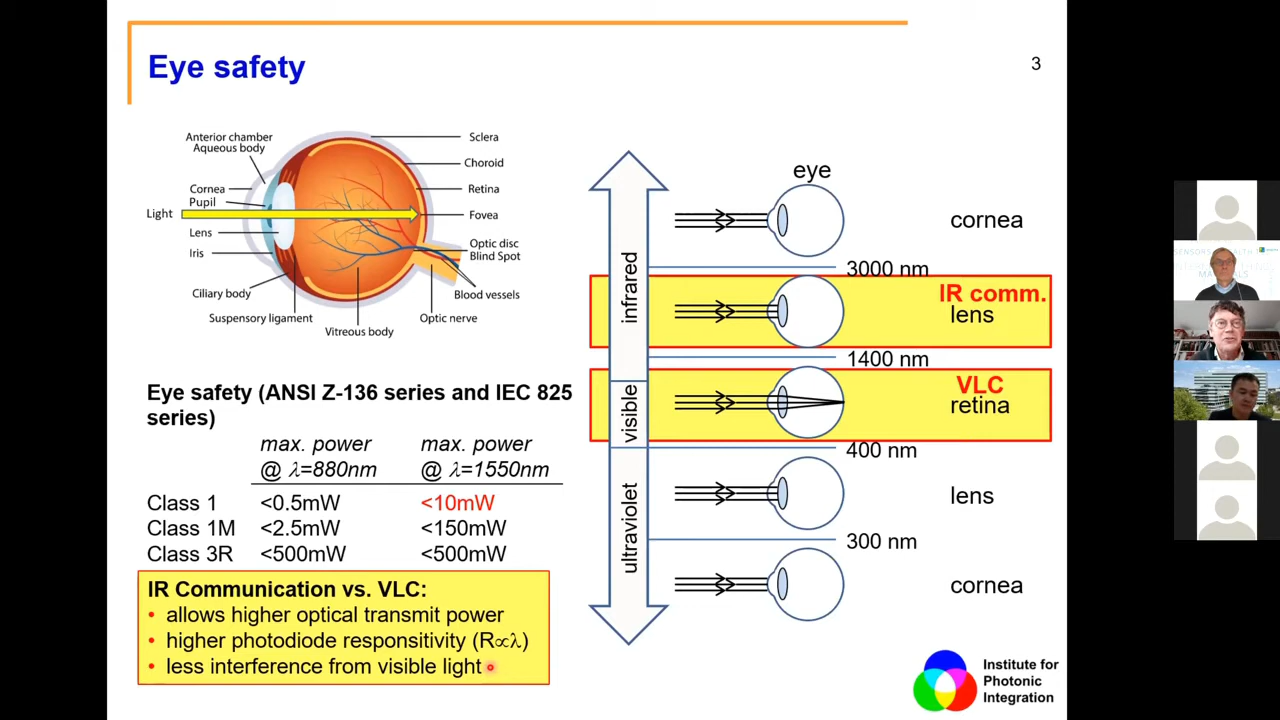 Eye safety
3
Anterior chamber
Aqueous body
Cornea
Pupil
Light
Lens
Iris
Ciliary body
Suspensory ligament
Vitreous body
Sclera
Choroid
Retina
Fovea
Optic disc
Blind Spot
Blood vessels
Optic nerve
Eye safety (ANSI Z-136 series and IEC 825
series)
max. power max. power
@ λ=880nm @ λ=1550nm
Class 1 <0.5mW <10mW
Class 1M <2.5mW <150mW
Class 3R <500mW <500mW
IR Communication vs. VLC:
• allows higher optical transmit power
• higher photodiode responsitivity (R∝λ)
• less interference from visible light
infrared
visible
ultraviolet
eye
cornea
3000 nm
IR comm.
lens
1400 nm
VLC
retina
400 nm
lens
300 nm
cornea
Institute for
Photonic
Integration